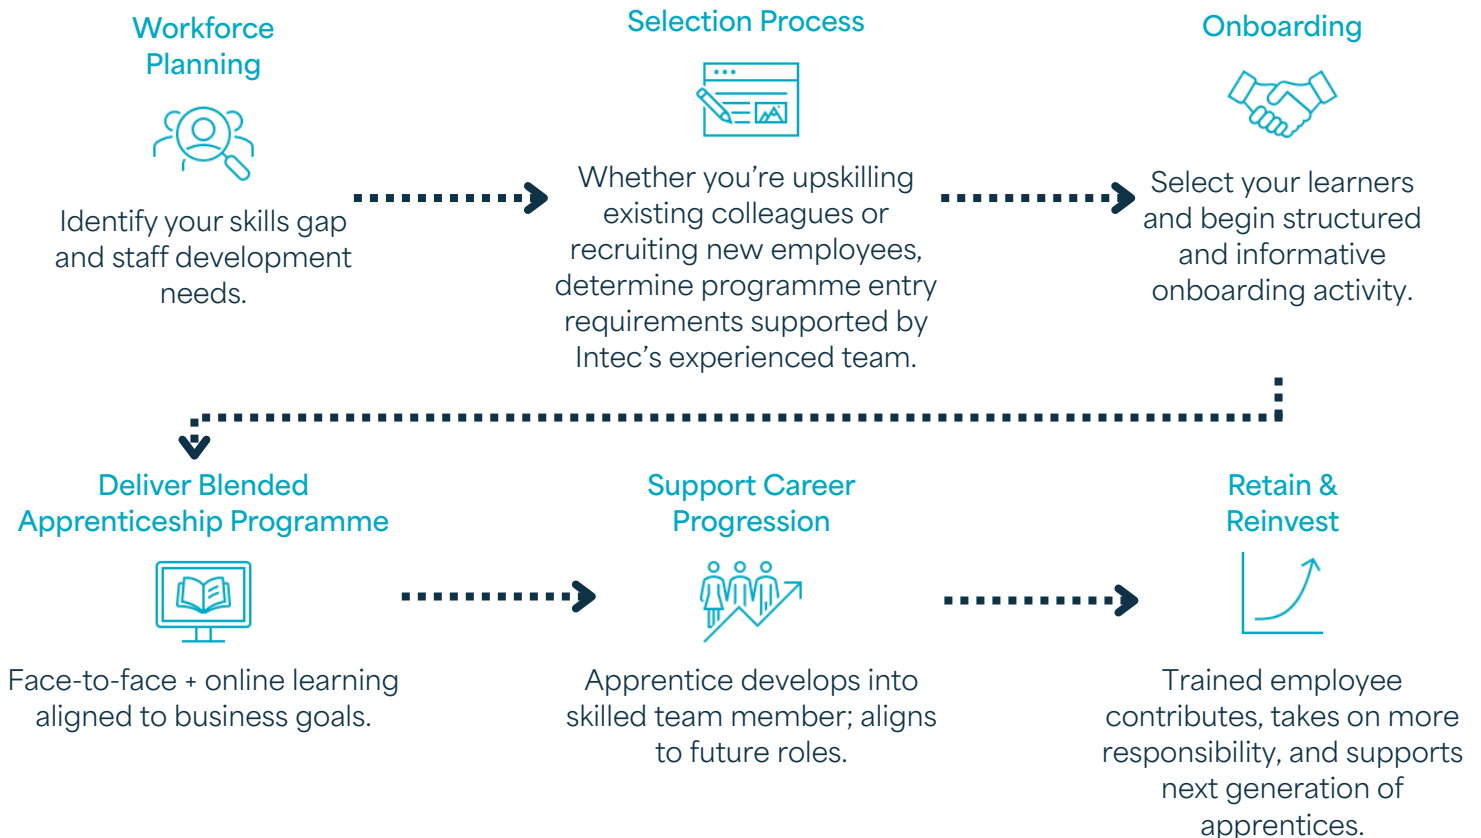 Workforce
Planning
Identify your skills gap
and staff development
needs.
Selection Process
Whether you’re upskilling
existing colleagues or
recruiting new employees,
determine programme entry
requirements supported by
Intec’s experienced team.
Onboarding
Select your learners
and begin structured
and informative
onboarding activity.
Deliver Blended
Apprenticeship Programme
Face-to-face + online learning
aligned to business goals.
Support Career
Progression
Apprentice develops into
skilled team member; aligns
to future roles.
Retain &
Reinvest
Trained employee
contributes, takes on more
responsibility, and supports
next generation of
apprentices.